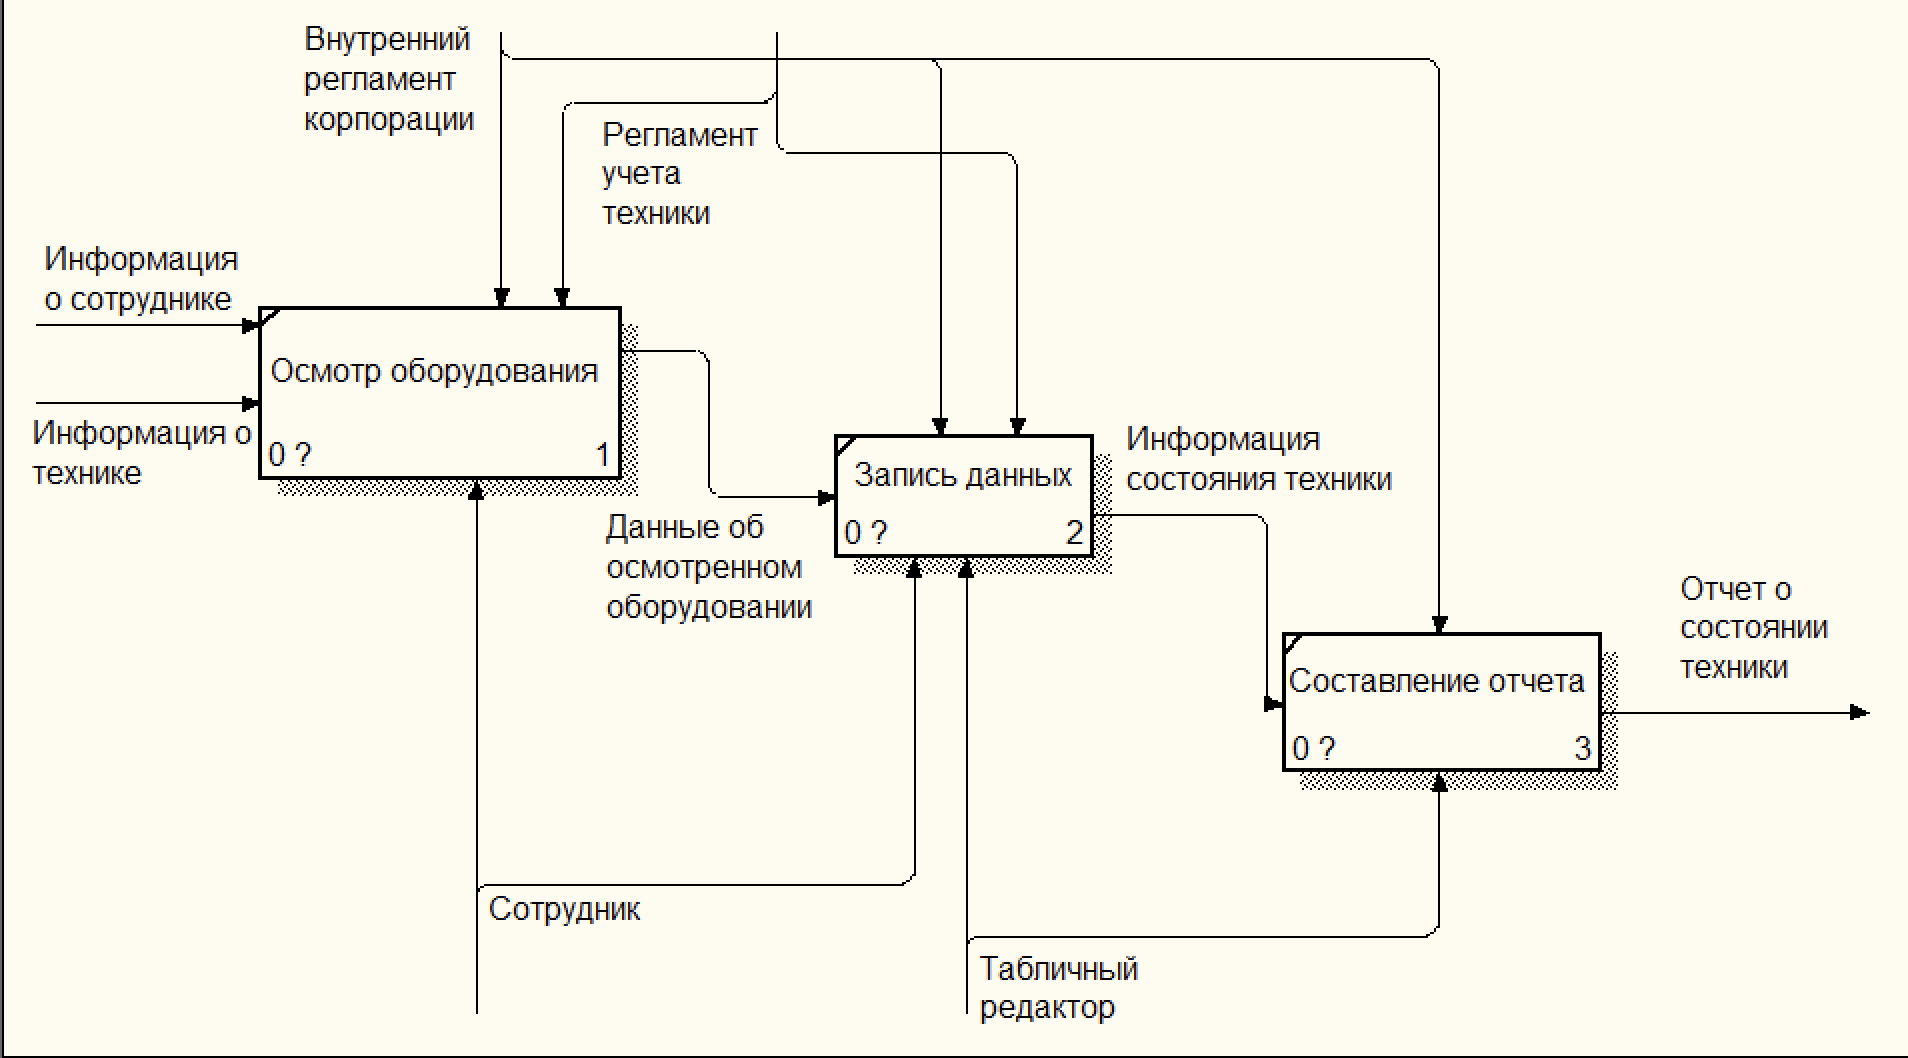 Внутренний
регламент
корпорации
Регламент
учета
техники
Информация
о сотруднике
Осмотр оборудования
0 ?
1
Информация о
технике
Данные об
осмотренном
оборудовании
Запись данных
0 ?
2
Информация
состояния техники
Составление отчета
0 ?
3
Отчет о
состоянии
техники
Сотрудник
Табличный
редактор